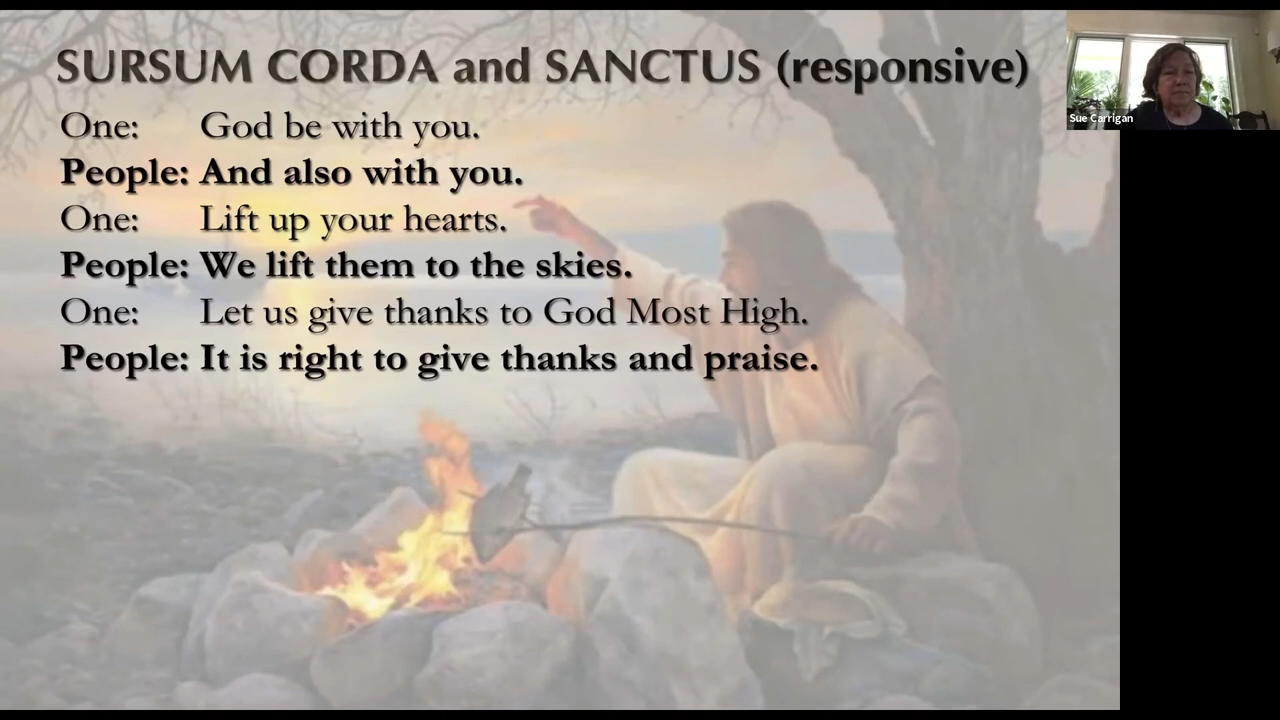 SURSUM CORDA and SANCTUS (responsive)
One: God be with you.
People: And also with you.
One: Lift up your hearts.
People: We lift them to the skies.
One: Let us give thanks to God Most High.
People: It is right to give thanks and praise.
Sue Carrigan